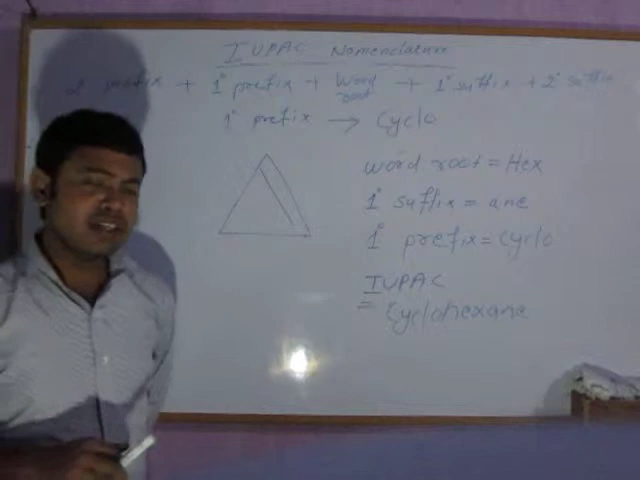 IUPAC Nomenclature
2° prefix + 1° prefix + Word root + 1° suffix + 2° suffix
1° prefix → Cyclo
Word root = Hex
1° suffix = ane
1° prefix = Cyclo
IUPAC
= Cyclohexane